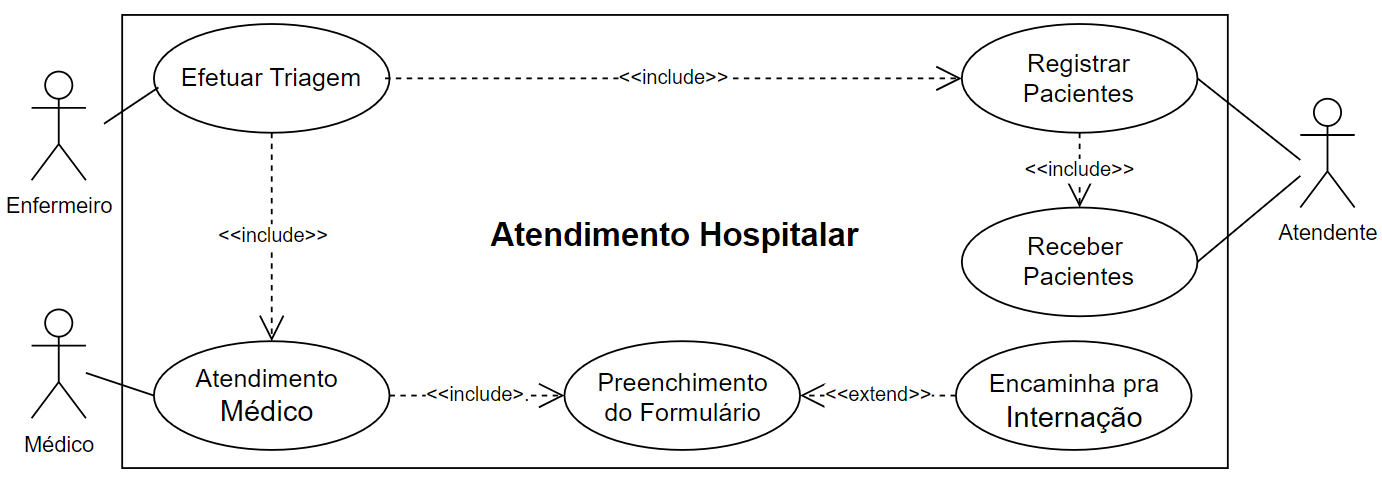 Efetuar Triagem
<<include>>
Registrar
Pacientes
Enfermeiro
<<include>>
Atendente
<<include>>
Atendimento Hospitalar
Receber
Pacientes
Médico
Atendimento
Médico
<<include>.
Preenchimento
do Formulário
<<extend>>
Encaminha pra
Internação